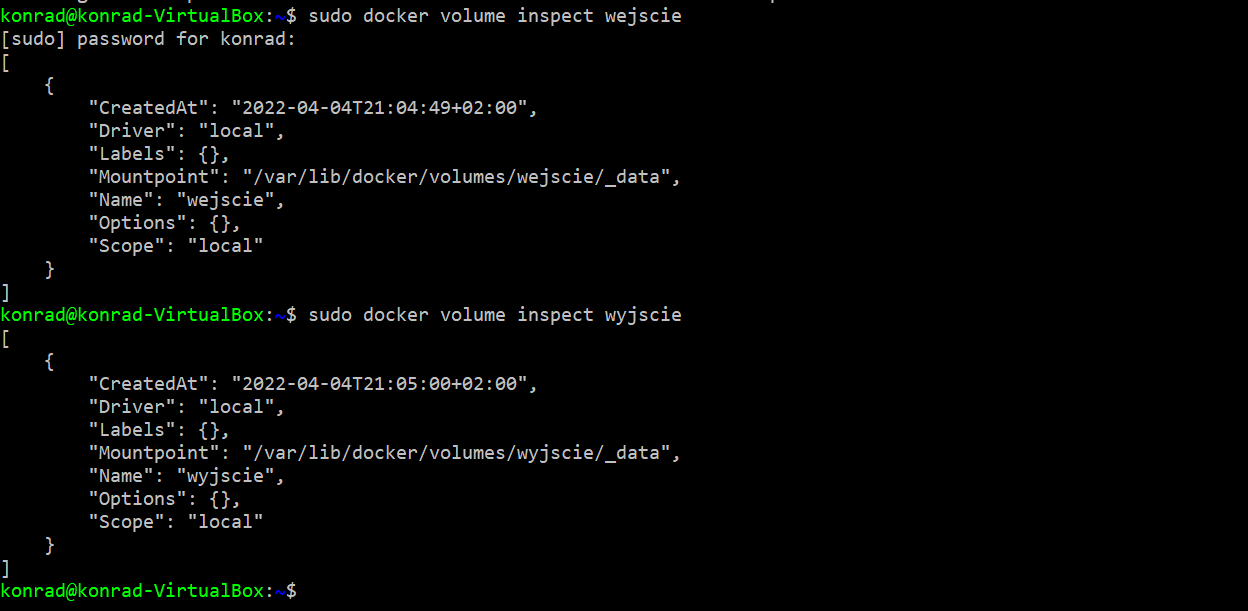 konrad@konrad-VirtualBox:~$ sudo docker volume inspect wejscie
[sudo] password for konrad:
[
    {
        "CreatedAt": "2022-04-04T21:04:49+02:00",
        "Driver": "local",
        "Labels": {},
        "Mountpoint": "/var/lib/docker/volumes/wejscie/_data",
        "Name": "wejscie",
        "Options": {},
        "Scope": "local"
    }
]
konrad@konrad-VirtualBox:~$ sudo docker volume inspect wyjscie
[
    {
        "CreatedAt": "2022-04-04T21:05:00+02:00",
        "Driver": "local",
        "Labels": {},
        "Mountpoint": "/var/lib/docker/volumes/wyjscie/_data",
        "Name": "wyjscie",
        "Options": {},
        "Scope": "local"
    }
]
konrad@konrad-VirtualBox:~$